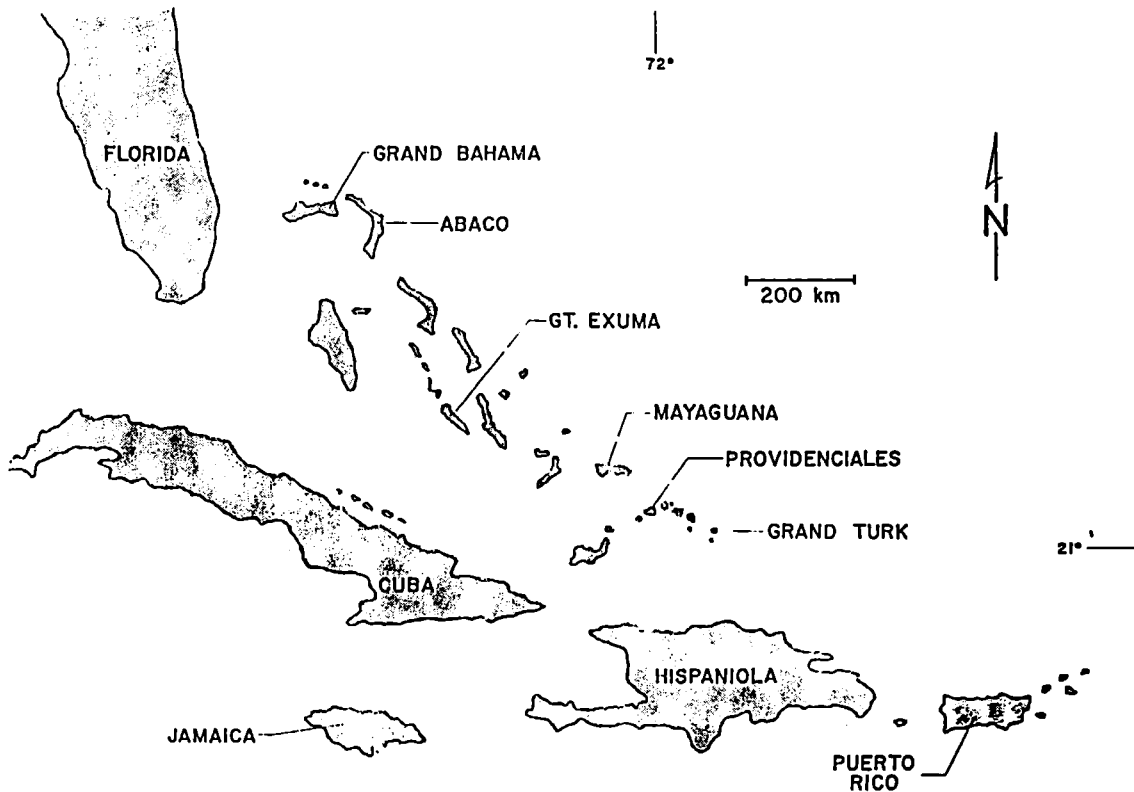 72°
FLORIDA
GRAND BAHAMA
ABACO
N
200 km
GT. EXUMA
MAYAGUANA
PROVIDENCIALES
GRAND TURK
21°
CUBA
HISPANIOLA
JAMAICA
PUERTO
RICO